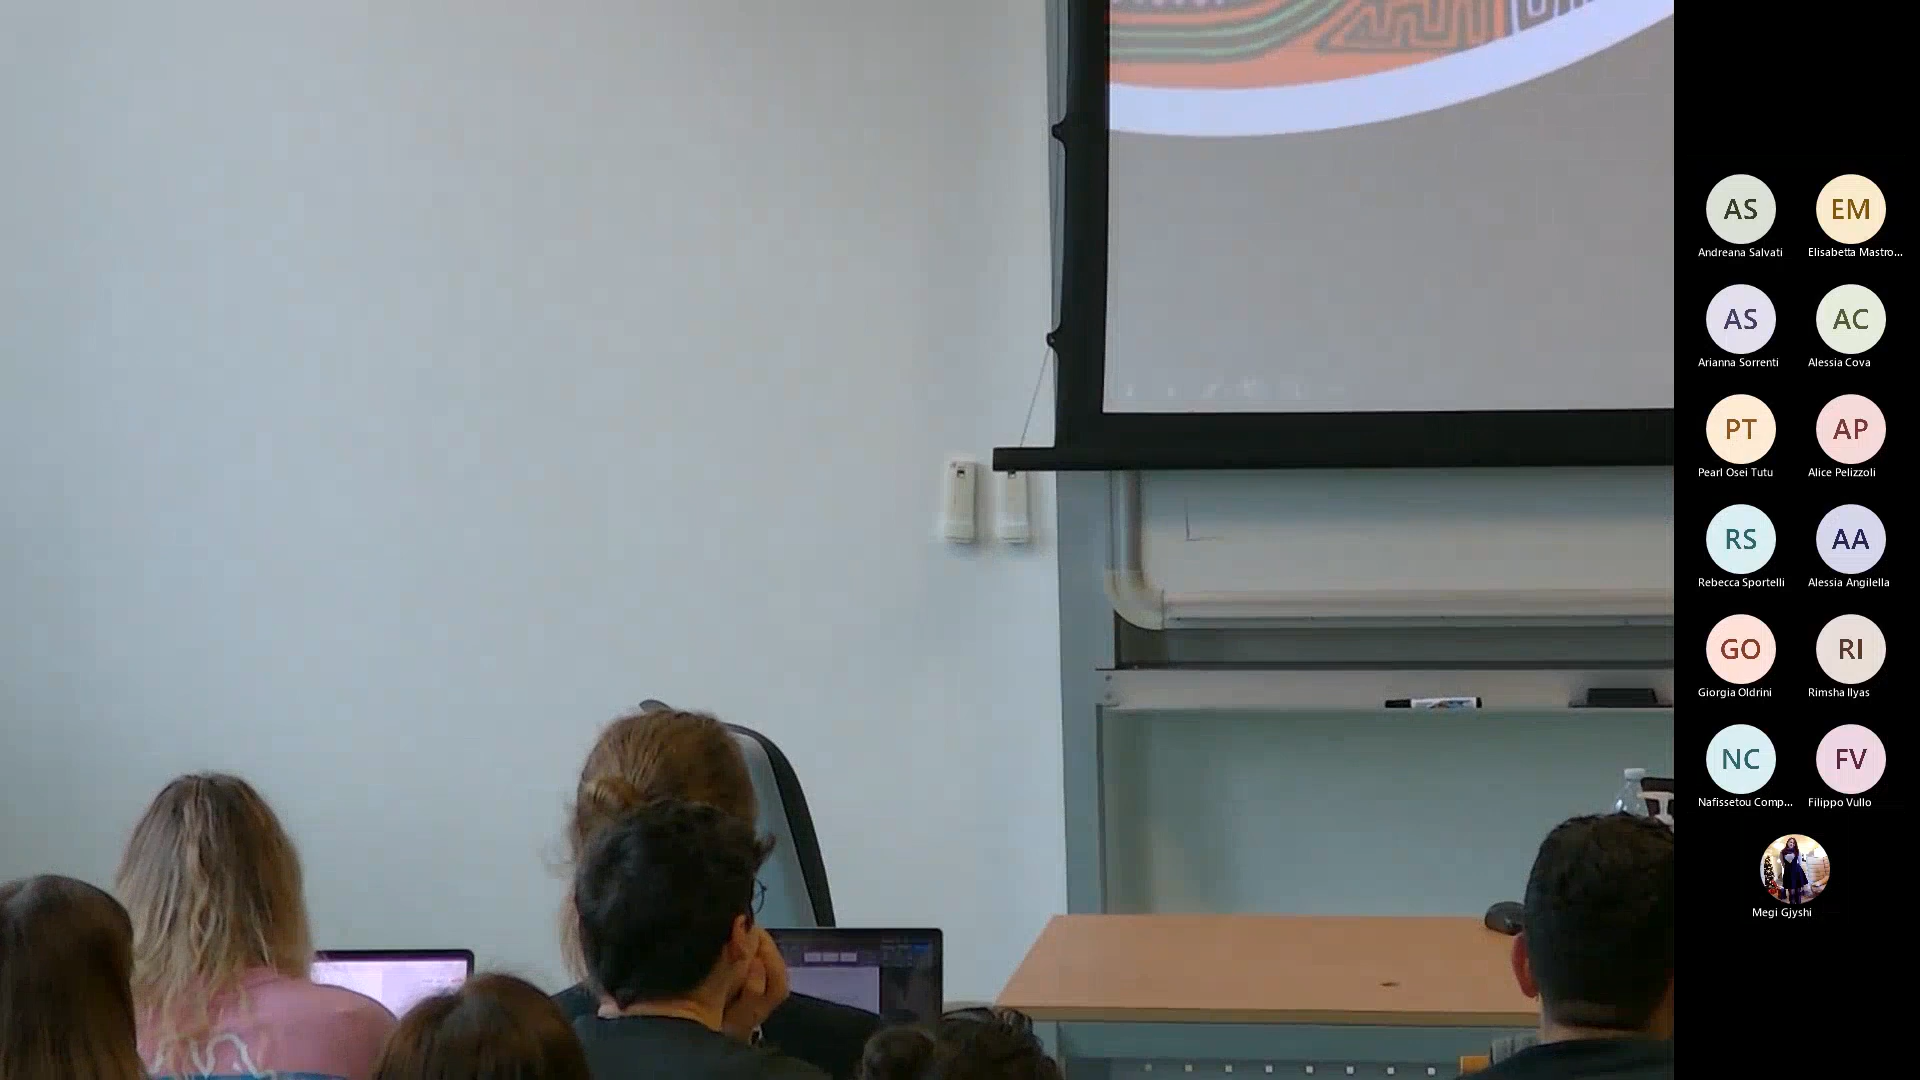 AS
Andreana Salvati
EM
Elisabetta Mastro...
AS
Arianna Sorrenti
AC
Alessia Cova
PT
Pearl Osei Tutu
AP
Alice Pelizzoli
RS
Rebecca Sportelli
AA
Alessia Angilella
GO
Giorgia Oldrini
RI
Rimsha Ilyas
NC
Nafissetou Comp...
FV
Filippo Vullo
Megi Gjyshi